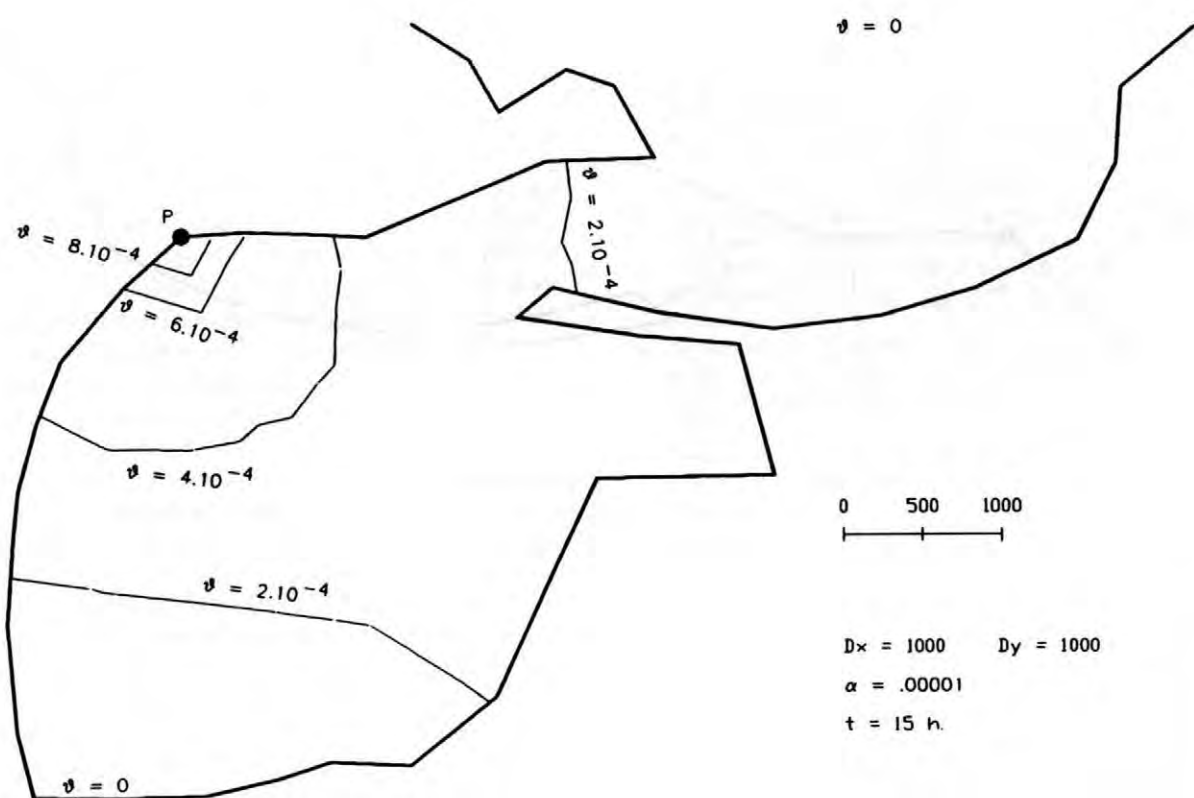 ϑ = 0
P
ϑ = 8.10⁻⁴
ϑ = 2.10⁻⁴
ϑ = 6.10⁻⁴
ϑ = 4.10⁻⁴
0 500 1000
ϑ = 2.10⁻⁴
Dx = 1000 Dy = 1000
α = .00001
t = 15 h.
ϑ = 0